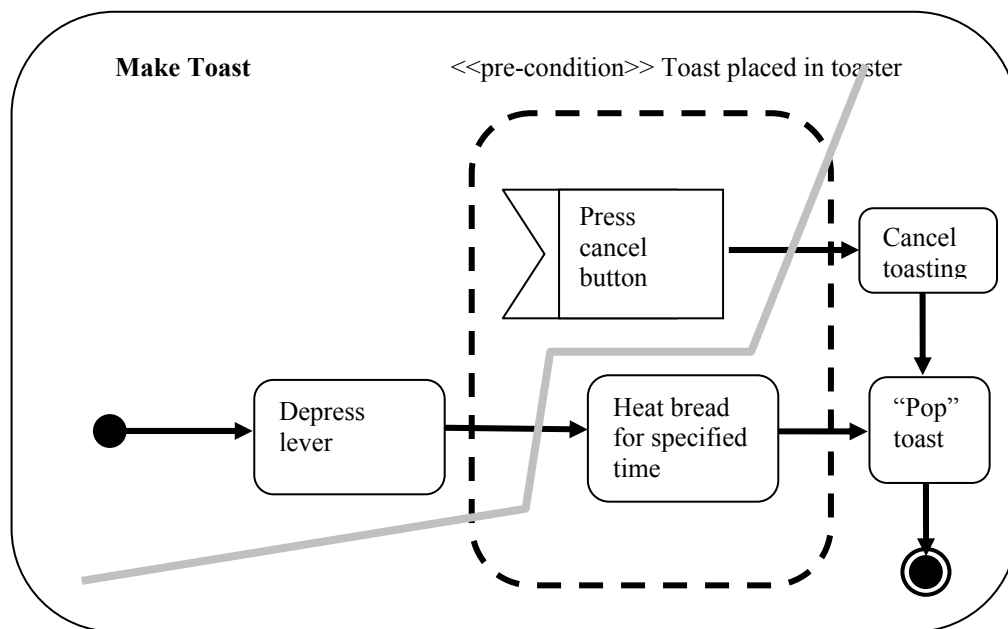 Make Toast
<<pre-condition>> Toast placed in toaster
Press
cancel
button
Cancel
toasting
Depress
lever
Heat bread
for specified
time
“Pop”
toast